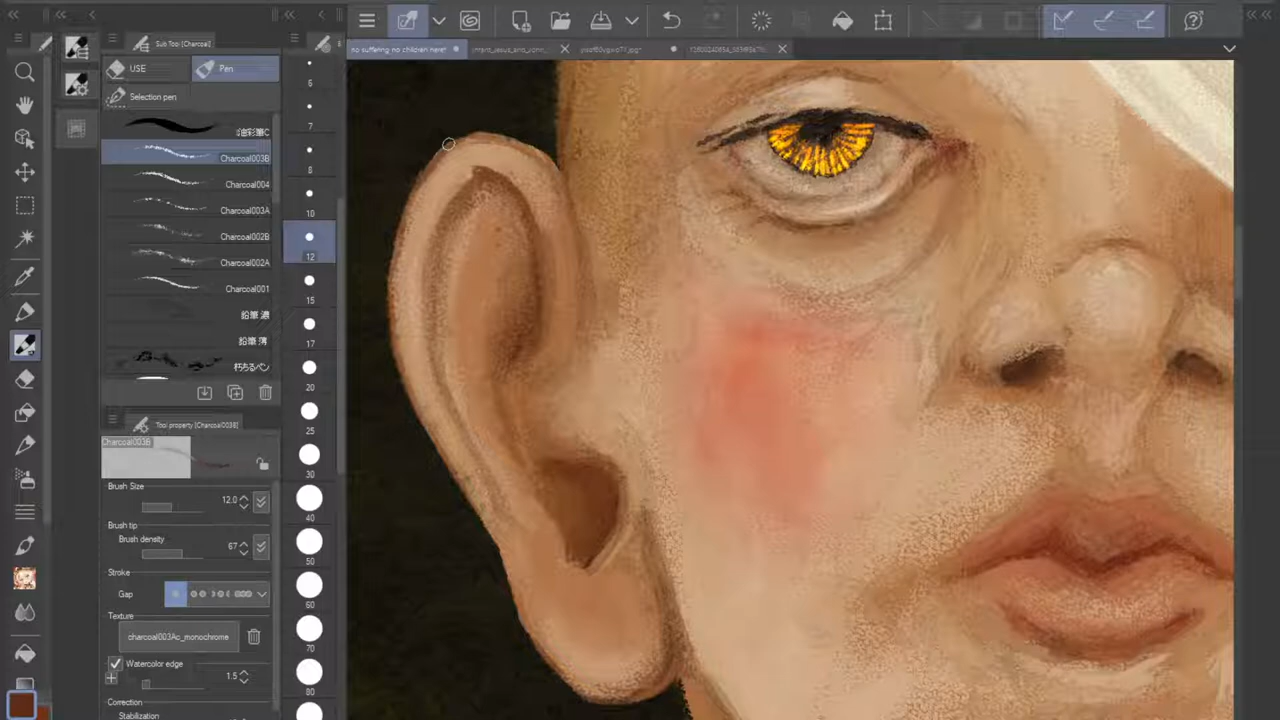 Sub Tool [Charcoal]
no suffering no children here!*
USE
Pen
Selection pen
Charcoal003B
Charcoal004
Charcoal003A
Charcoal002B
Charcoal002A
Charcoal001
鉛筆 濃
鉛筆 薄
朽ちるペン
6
7
8
10
12
15
17
20
25
30
40
50
60
70
80
Tool property [Charcoal003B]
Charcoal003B
Brush Size
12.0
Brush tip
Brush density
67
Stroke
Gap
Texture
charcoal003Ac_monochrome
Watercolor edge
1.5
Correction
Stabilization